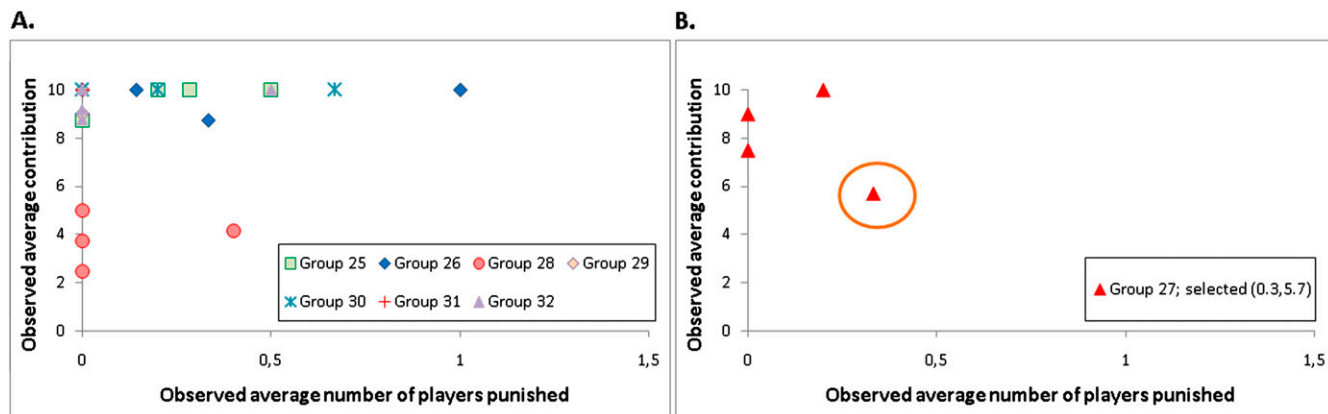 A.
Observed average contribution
10
8
6
4
2
0
0
0,5
1
1,5
Observed average number of players punished
Group 25 Group 26 Group 28 Group 29
Group 30 Group 31 Group 32
B.
Observed average contribution
10
8
6
4
2
0
0
0,5
1
1,5
Observed average number of players punished
Group 27; selected (0.3,5.7)